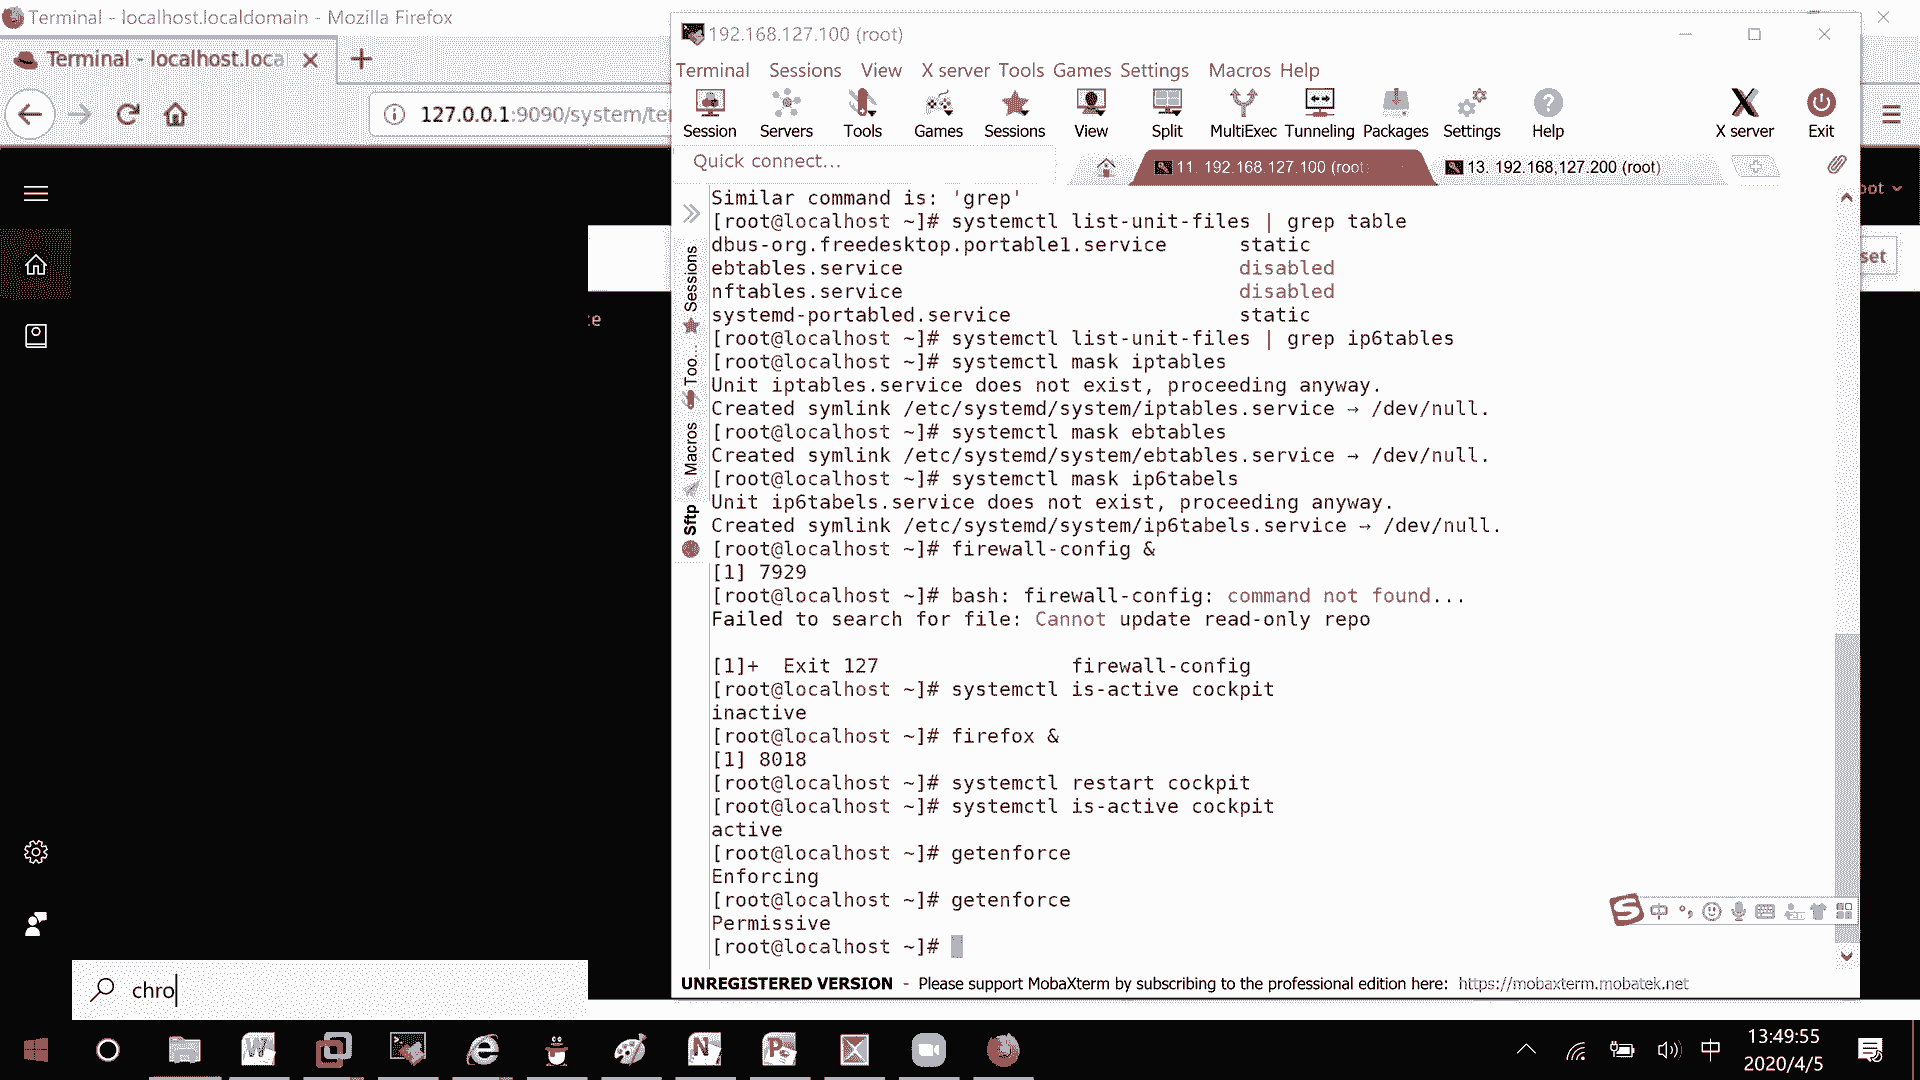 Terminal - localhost.localdomain - Mozilla Firefox
Terminal - localhost.loca
127.0.0.1:9090/system/te
oot
set
:e
chro
192.168.127.100 (root)
Terminal Sessions View X server Tools Games Settings Macros Help
Session Servers Tools Games Sessions View Split MultiExec Tunneling Packages Settings Help X server Exit
Quick connect...
11. 192.168.127.100 (root)
13. 192.168,127.200 (root)
Sessions
Too...
Macros
Sftp
Similar command is: 'grep'
[root@localhost ~]# systemctl list-unit-files | grep table
dbus-org.freedesktop.portable1.service static
ebtables.service disabled
nftables.service disabled
systemd-portabled.service static
[root@localhost ~]# systemctl list-unit-files | grep ip6tables
[root@localhost ~]# systemctl mask iptables
Unit iptables.service does not exist, proceeding anyway.
Created symlink /etc/systemd/system/iptables.service → /dev/null.
[root@localhost ~]# systemctl mask ebtables
Created symlink /etc/systemd/system/ebtables.service → /dev/null.
[root@localhost ~]# systemctl mask ip6tabels
Unit ip6tabels.service does not exist, proceeding anyway.
Created symlink /etc/systemd/system/ip6tabels.service → /dev/null.
[root@localhost ~]# firewall-config &
[1] 7929
[root@localhost ~]# bash: firewall-config: command not found...
Failed to search for file: Cannot update read-only repo
[1]+ Exit 127 firewall-config
[root@localhost ~]# systemctl is-active cockpit
inactive
[root@localhost ~]# firefox &
[1] 8018
[root@localhost ~]# systemctl restart cockpit
[root@localhost ~]# systemctl is-active cockpit
active
[root@localhost ~]# getenforce
Enforcing
[root@localhost ~]# getenforce
Permissive
[root@localhost ~]#
中
UNREGISTERED VERSION - Please support MobaXterm by subscribing to the professional edition here: https://mobaxterm.mobatek.net
中
13:49:55
2020/4/5